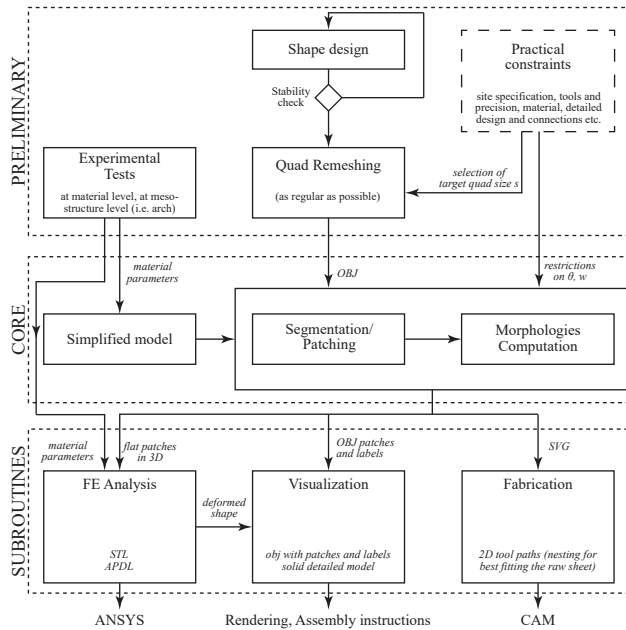 PRELIMINARY
Shape design
Stability
check
Practical
constraints
site specification, tools and
precision, material, detailed
design and connections etc.
Experimental
Tests
at material level, at meso-
structure level (i.e. arch)
Quad Remeshing
(as regular as possible)
selection of
target quad size s
material
parameters
OBJ
restrictions
on θ, w
CORE
Simplified model
Segmentation/
Patching
Morphologies
Computation
SUBROUTINES
material
parameters
flat patches
in 3D
OBJ patches
and labels
SVG
FE Analysis
STL
APDL
deformed
shape
Visualization
obj with patches and labels
solid detailed model
Fabrication
2D tool paths (nesting for
best fitting the raw sheet)
ANSYS
Rendering, Assembly instructions
CAM